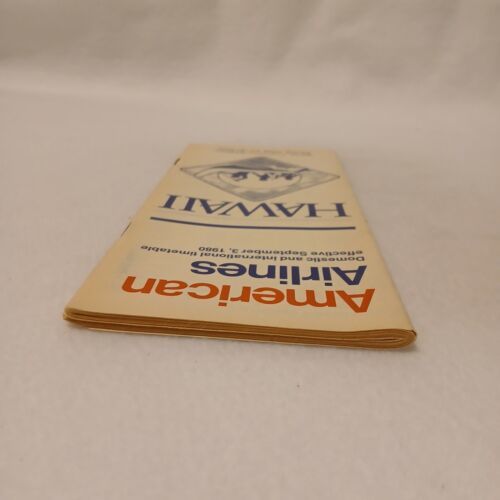 American
Airlines
Domestic and international timetable
effective September 3, 1980
HAWAII